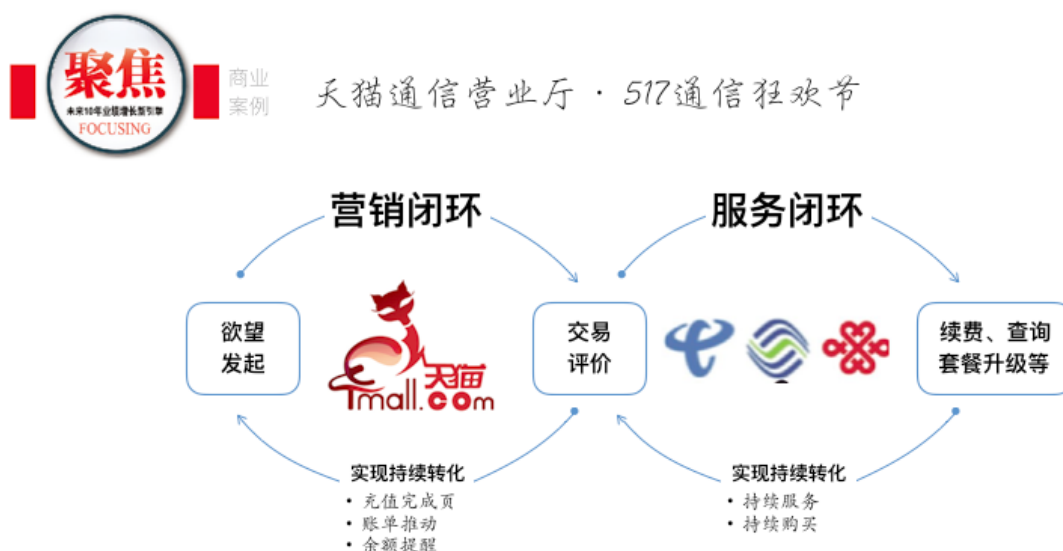 聚焦
未来10年业绩增长新引擎
FOCUSING
商业
案例
天猫通信营业厅·517通信狂欢节
营销闭环
服务闭环
欲望
发起
天猫
Tmall.com
交易
评价
续费、查询
套餐升级等
实现持续转化
• 充值完成页
• 账单推动
• 余额提醒
实现持续转化
• 持续服务
• 持续购买